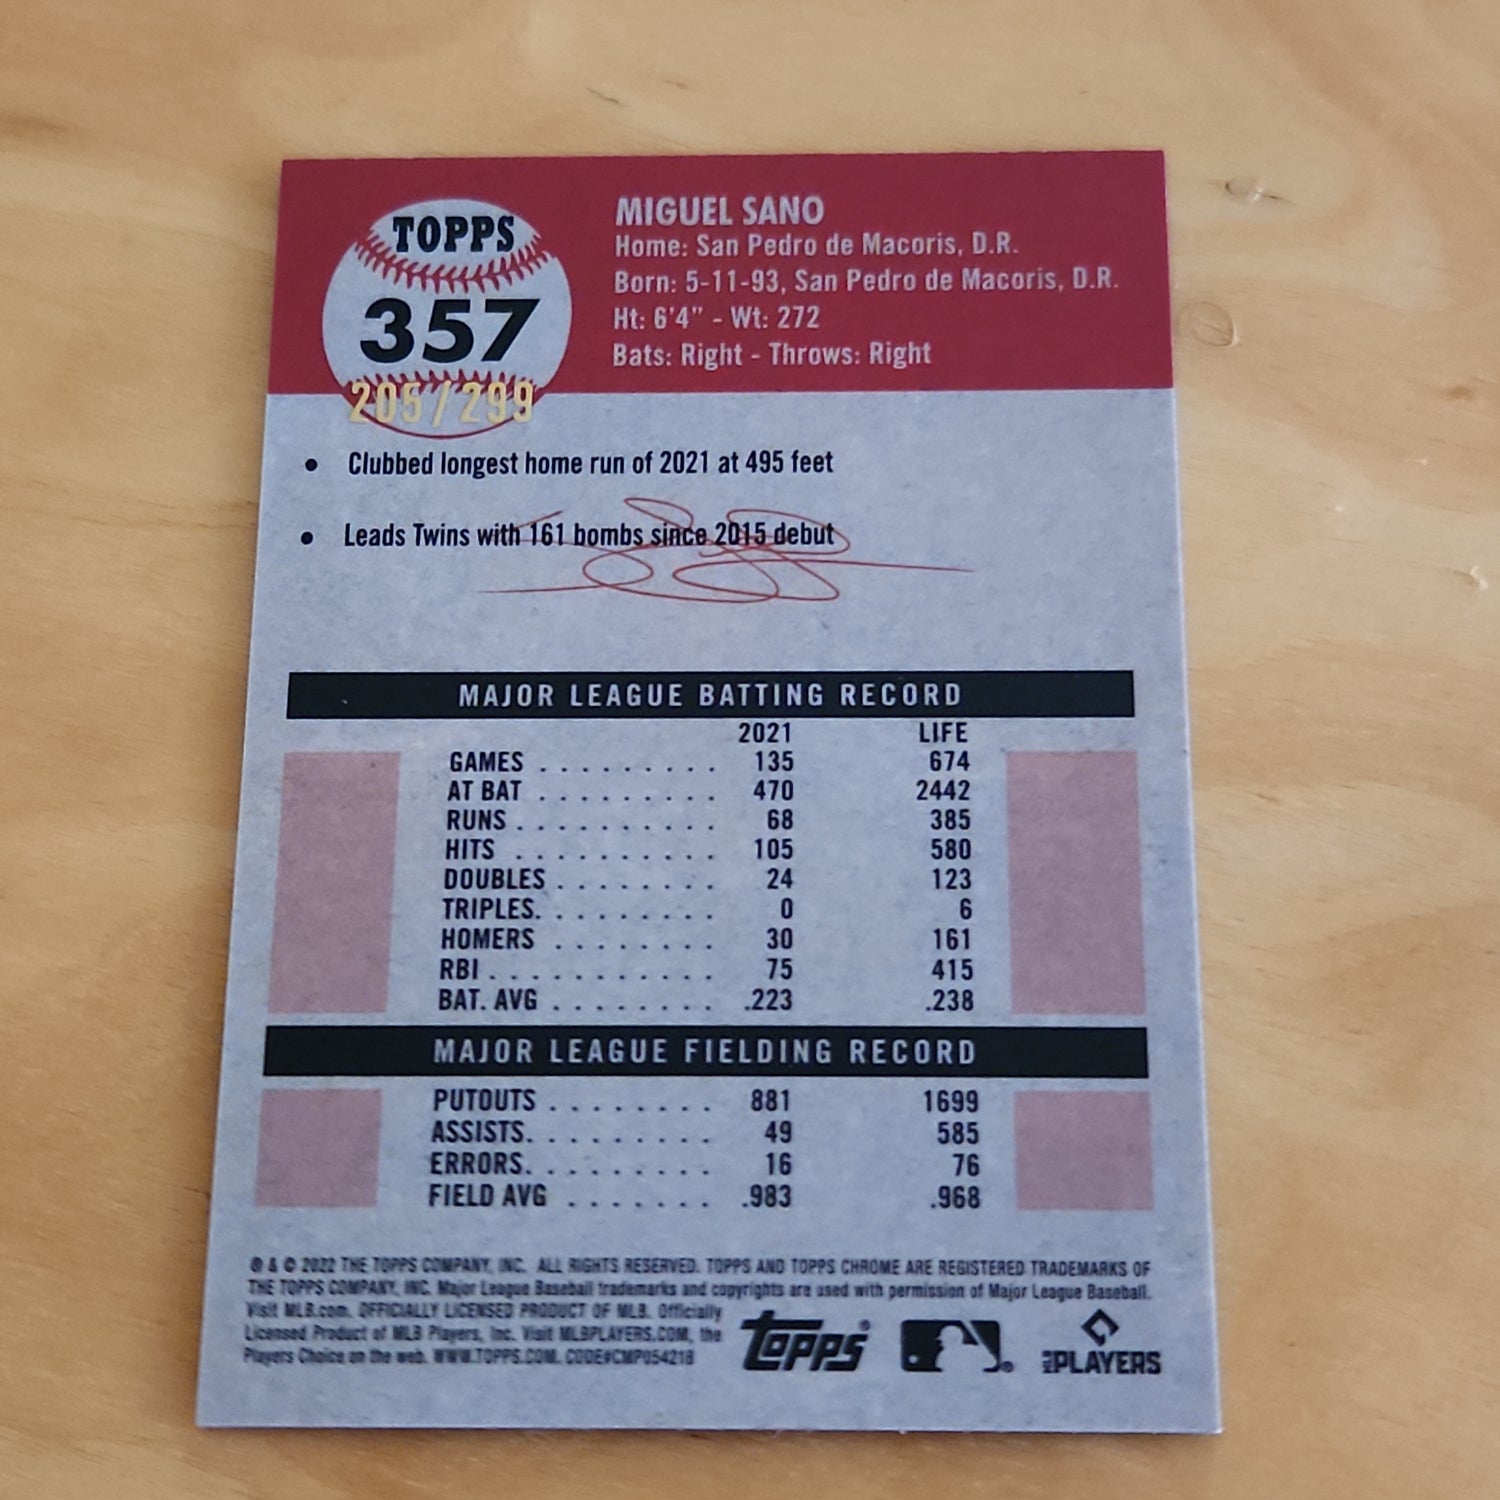 TOPPS
357
205/299
MIGUEL SANO
Home: San Pedro de Macoris, D.R.
Born: 5-11-93, San Pedro de Macoris, D.R.
Ht: 6'4" - Wt: 272
Bats: Right - Throws: Right
• Clubbed longest home run of 2021 at 495 feet
• Leads Twins with 161 bombs since 2015 debut
MAJOR LEAGUE BATTING RECORD
2021 LIFE
GAMES . . . . . . . . . 135 674
AT BAT . . . . . . . . . 470 2442
RUNS . . . . . . . . . . 68 385
HITS . . . . . . . . . . 105 580
DOUBLES . . . . . . . . 24 123
TRIPLES. . . . . . . . . 0 6
HOMERS . . . . . . . . 30 161
RBI . . . . . . . . . . . 75 415
BAT. AVG . . . . . . . . .223 .238
MAJOR LEAGUE FIELDING RECORD
PUTOUTS . . . . . . . . 881 1699
ASSISTS. . . . . . . . . 49 585
ERRORS. . . . . . . . . 16 76
FIELD AVG . . . . . . . .983 .968
® & © 2022 THE TOPPS COMPANY, INC. ALL RIGHTS RESERVED. TOPPS AND TOPPS CHROME ARE REGISTERED TRADEMARKS OF
THE TOPPS COMPANY, INC. Major League Baseball trademarks and copyrights are used with permission of Major League Baseball.
Visit MLB.com. OFFICIALLY LICENSED PRODUCT OF MLB. Officially
Licensed Product of MLB Players, Inc. Visit MLBPLAYERS.COM, the
Players Choice on the web. WWW.TOPPS.COM. CODE#CMP054218
TOPPS®
MLB PLAYERS